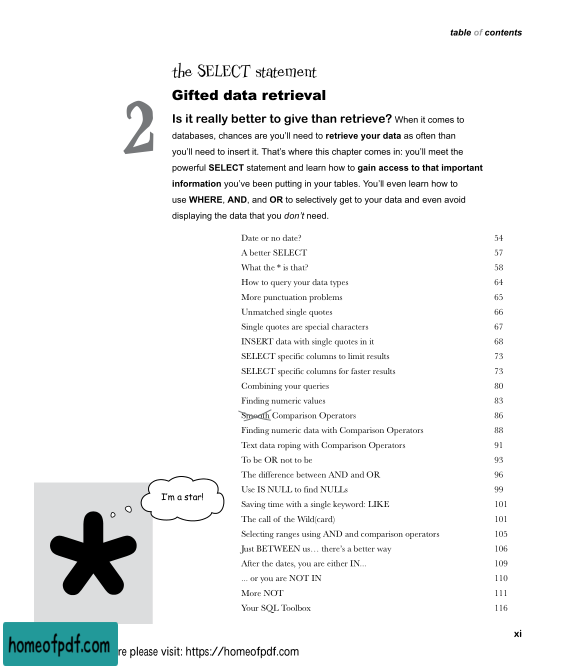 table of contents
the SELECT statement
2
Gifted data retrieval
Is it really better to give than retrieve? When it comes to
databases, chances are you'll need to retrieve your data as often than
you'll need to insert it. That's where this chapter comes in: you'll meet the
powerful SELECT statement and learn how to gain access to that important
information you've been putting in your tables. You'll even learn how to
use WHERE, AND, and OR to selectively get to your data and even avoid
displaying the data that you don't need.
Date or no date? 54
A better SELECT 57
What the * is that? 58
How to query your data types 64
More punctuation problems 65
Unmatched single quotes 66
Single quotes are special characters 67
INSERT data with single quotes in it 68
SELECT specific columns to limit results 73
SELECT specific columns for faster results 73
Combining your queries 80
Finding numeric values 83
Smooth Comparison Operators 86
Finding numeric data with Comparison Operators 88
Text data roping with Comparison Operators 91
To be OR not to be 93
The difference between AND and OR 96
Use IS NULL to find NULLs 99
Saving time with a single keyword: LIKE 101
The call of the Wild(card) 101
Selecting ranges using AND and comparison operators 105
Just BETWEEN us… there's a better way 106
After the dates, you are either IN... 109
... or you are NOT IN 110
More NOT 111
Your SQL Toolbox 116
I'm a star!
xi
homeofpdf.com
re please visit: https://homeofpdf.com